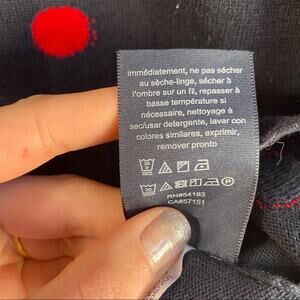 immédiatement, ne pas sécher
au sèche-linge, sécher à
l'ombre sur un fil, repasser à
basse température si
nécessaire, nettoyage à
sec/usar detergente, lavar con
colores similares, exprimir,
remover pronto
RN#54163
CA#57151